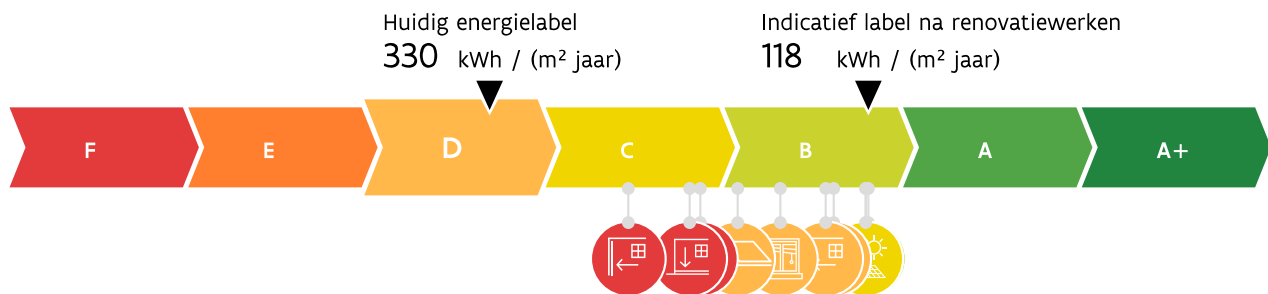 Huidig energielabel
330 kWh / (m² jaar)
Indicatief label na renovatiewerken
118 kWh / (m² jaar)
F E D C B A A+